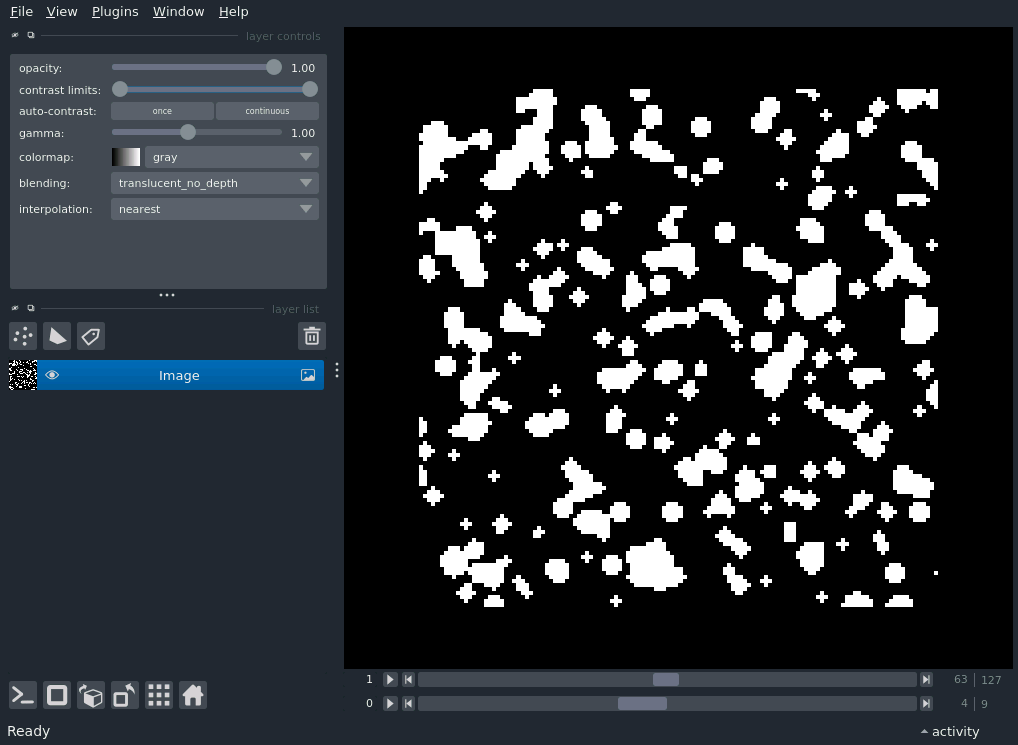 File View Plugins Window Help
layer controls
opacity: 1.00
contrast limits:
auto-contrast: once continuous
gamma: 1.00
colormap: gray
blending: translucent_no_depth
interpolation: nearest
layer list
Image
1 63 127
0 4 9
Ready activity